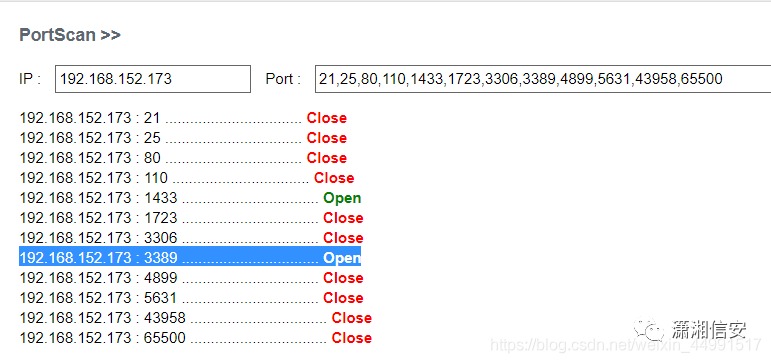 PortScan >>
IP : 192.168.152.173 Port : 21,25,80,110,1433,1723,3306,3389,4899,5631,43958,65500
192.168.152.173 : 21 ................................. Close
192.168.152.173 : 25 ................................. Close
192.168.152.173 : 80 ................................. Close
192.168.152.173 : 110 ................................. Close
192.168.152.173 : 1433 ................................. Open
192.168.152.173 : 1723 ................................. Close
192.168.152.173 : 3306 ................................. Close
192.168.152.173 : 3389 ................................. Open
192.168.152.173 : 4899 ................................. Close
192.168.152.173 : 5631 ................................. Close
192.168.152.173 : 43958 ................................. Close
192.168.152.173 : 65500 ................................. Close
潇湘信安
https://blog.csdn.net/weixin_44991517